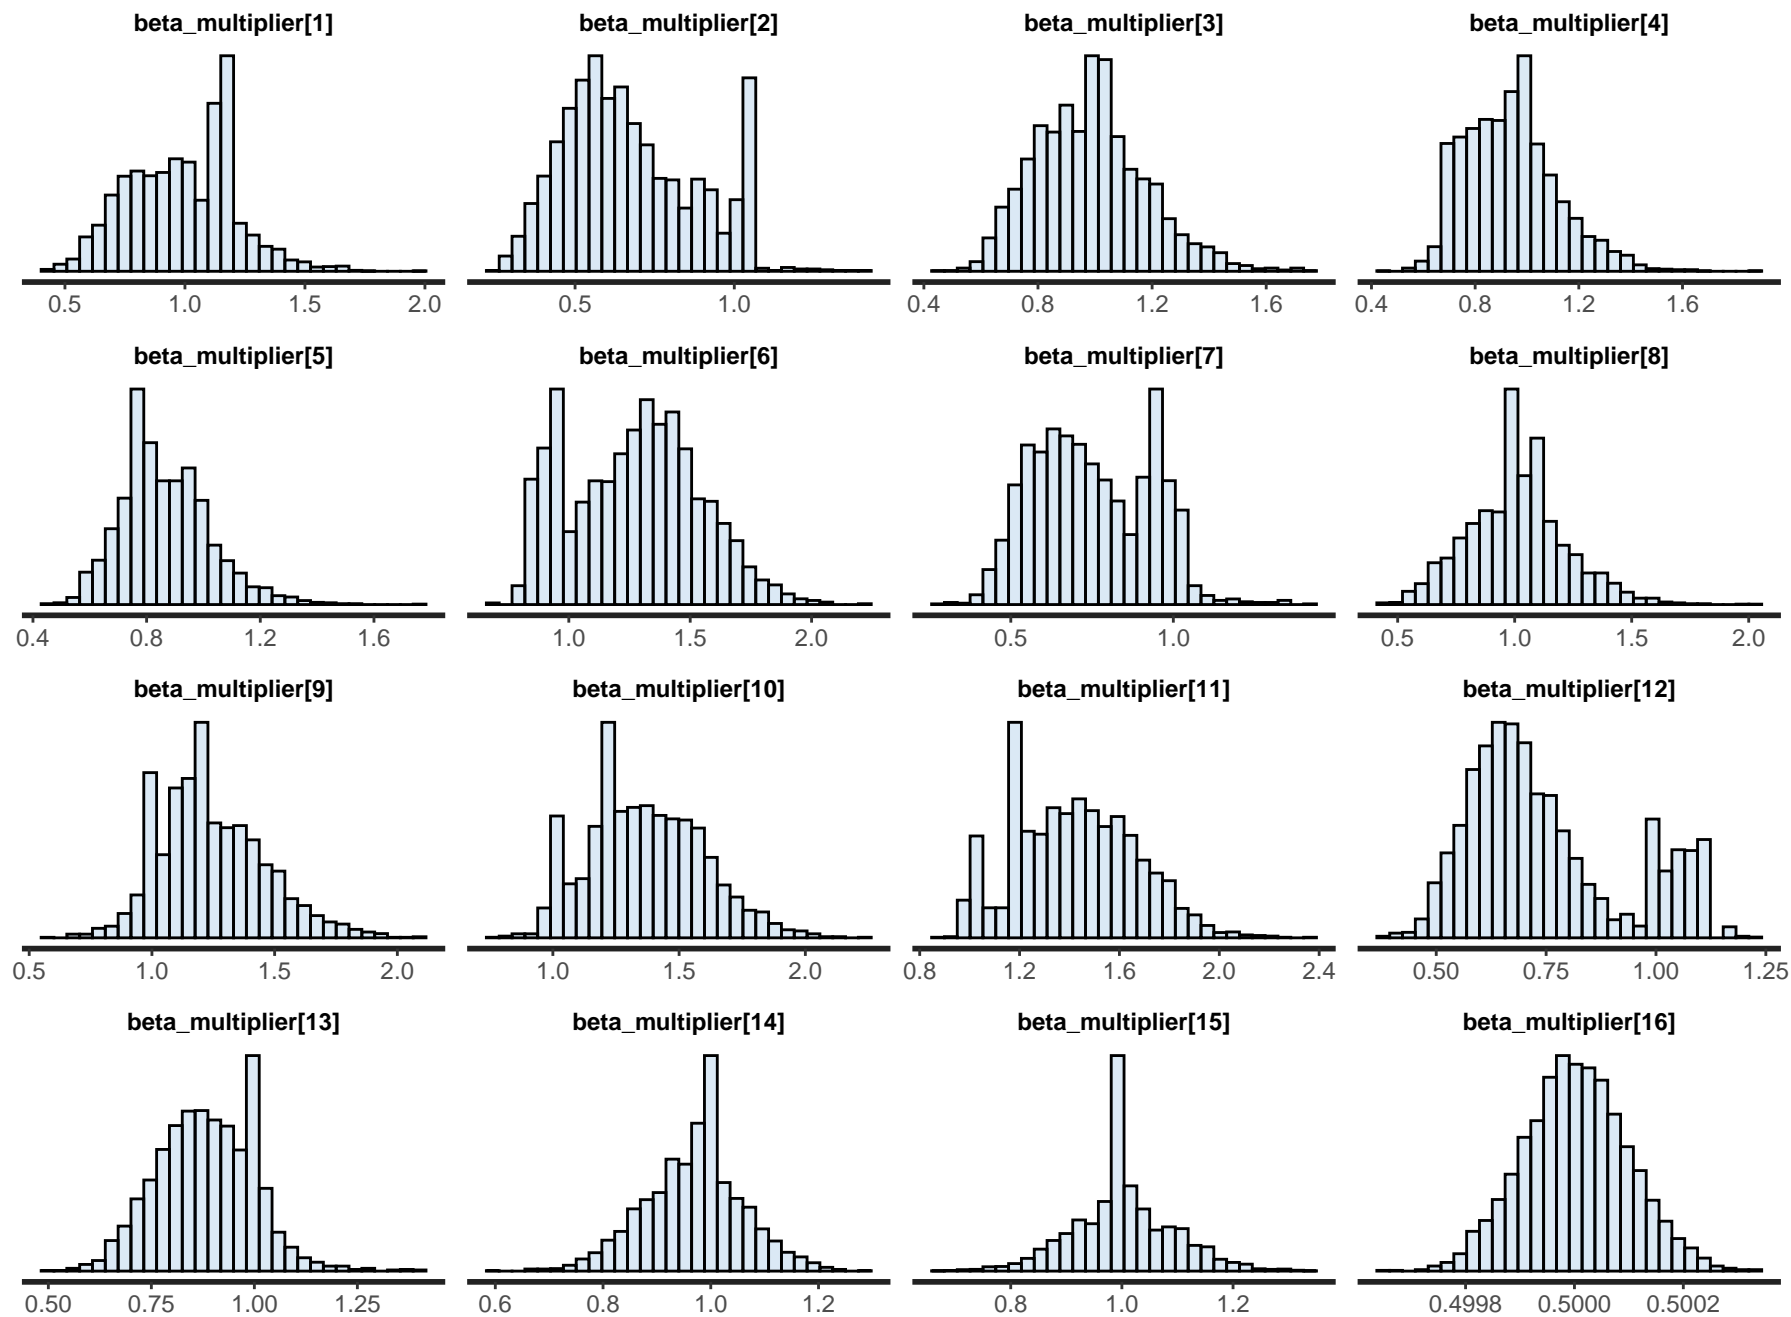 beta_multiplier[1] beta_multiplier[2] beta_multiplier[3] beta_multiplier[4]
0.5 1.0 1.5 2.0 0.5 1.0 0.4 0.8 1.2 1.6 0.4 0.8 1.2 1.6
beta_multiplier[5] beta_multiplier[6] beta_multiplier[7] beta_multiplier[8]
0.4 0.8 1.2 1.6 1.0 1.5 2.0 0.5 1.0 0.5 1.0 1.5 2.0
beta_multiplier[9] beta_multiplier[10] beta_multiplier[11] beta_multiplier[12]
0.5 1.0 1.5 2.0 1.0 1.5 2.0 0.8 1.2 1.6 2.0 2.4 0.50 0.75 1.00 1.25
beta_multiplier[13] beta_multiplier[14] beta_multiplier[15] beta_multiplier[16]
0.50 0.75 1.00 1.25 0.6 0.8 1.0 1.2 0.8 1.0 1.2 0.4998 0.5000 0.5002